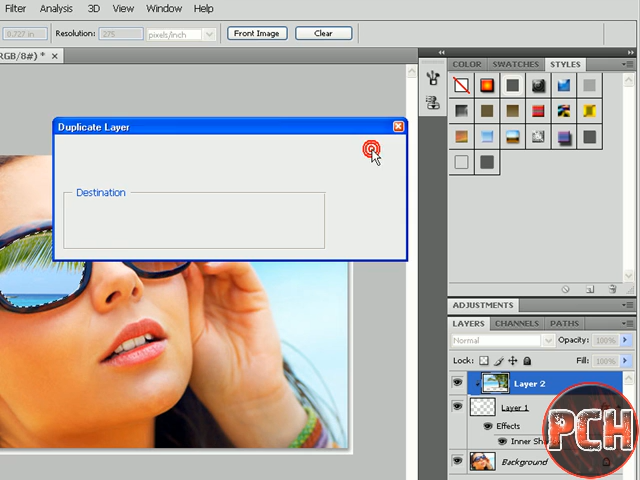 Filter Analysis 3D View Window Help
0.727 in Resolution: 275 pixels/inch Front Image Clear
RGB/8#) *
COLOR SWATCHES STYLES
Duplicate Layer
Destination
ADJUSTMENTS
LAYERS CHANNELS PATHS
Normal Opacity: 100%
Lock: Fill: 100%
Layer 2
Layer 1
Effects
Inner Sh
Background
PCH